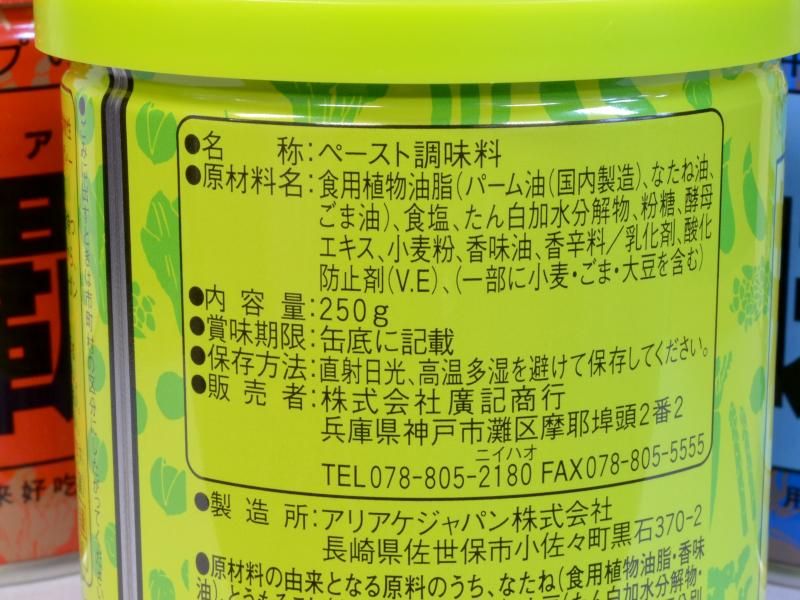 ●名　　称：ペースト調味料
●原材料名：食用植物油脂（パーム油（国内製造）、なたね油、
ごま油）、食塩、たん白加水分解物、粉糖、酵母
エキス、小麦粉、香味油、香辛料／乳化剤、酸化
防止剤（V.E）、（一部に小麦・ごま・大豆を含む）
●内 容 量：250g
●賞味期限：缶底に記載
●保存方法：直射日光、高温多湿を避けて保存してください。
●販 売 者：株式会社廣記商行
兵庫県神戸市灘区摩耶埠頭2番2
ニイハオ
TEL078-805-2180 FAX078-805-5555
●製 造 所：アリアケジャパン株式会社
長崎県佐世保市小佐々町黒石370-2
●原材料の由来となる原料のうち、なたね（食用植物油脂・香味
来好吃